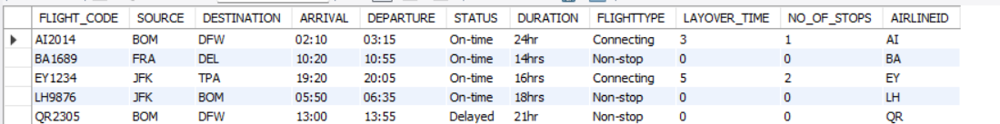 FLIGHT_CODE SOURCE DESTINATION ARRIVAL DEPARTURE STATUS DURATION FLIGHTTYPE LAYOVER_TIME NO_OF_STOPS AIRLINEID
AI2014 BOM DFW 02:10 03:15 On-time 24hr Connecting 3 1 AI
BA1689 FRA DEL 10:20 10:55 On-time 14hrs Non-stop 0 0 BA
EY1234 JFK TPA 19:20 20:05 On-time 16hrs Connecting 5 2 EY
LH9876 JFK BOM 05:50 06:35 On-time 18hrs Non-stop 0 0 LH
QR2305 BOM DFW 13:00 13:55 Delayed 21hr Non-stop 0 0 QR